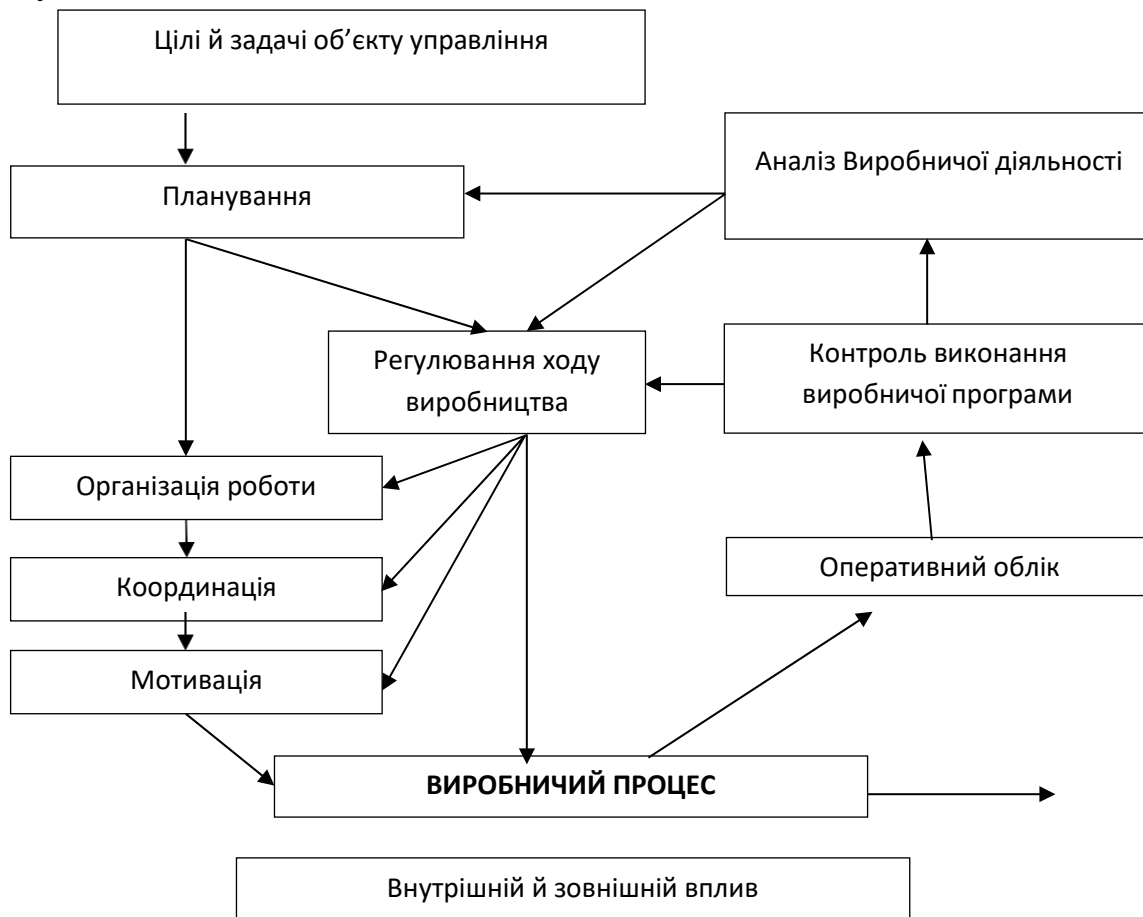 Цілі й задачі об’єкту управління
Аналіз Виробничої діяльності
Планування
Регулювання ходу
виробництва
Контроль виконання
виробничої програми
Організація роботи
Координація
Оперативний облік
Мотивація
ВИРОБНИЧИЙ ПРОЦЕС
Внутрішній й зовнішній вплив